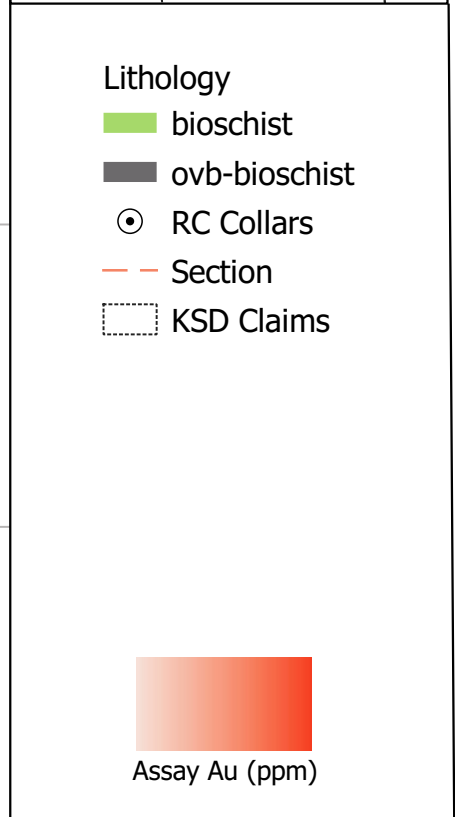 Lithology
bioschist
ovb-bioschist
RC Collars
Section
KSD Claims
Assay Au (ppm)